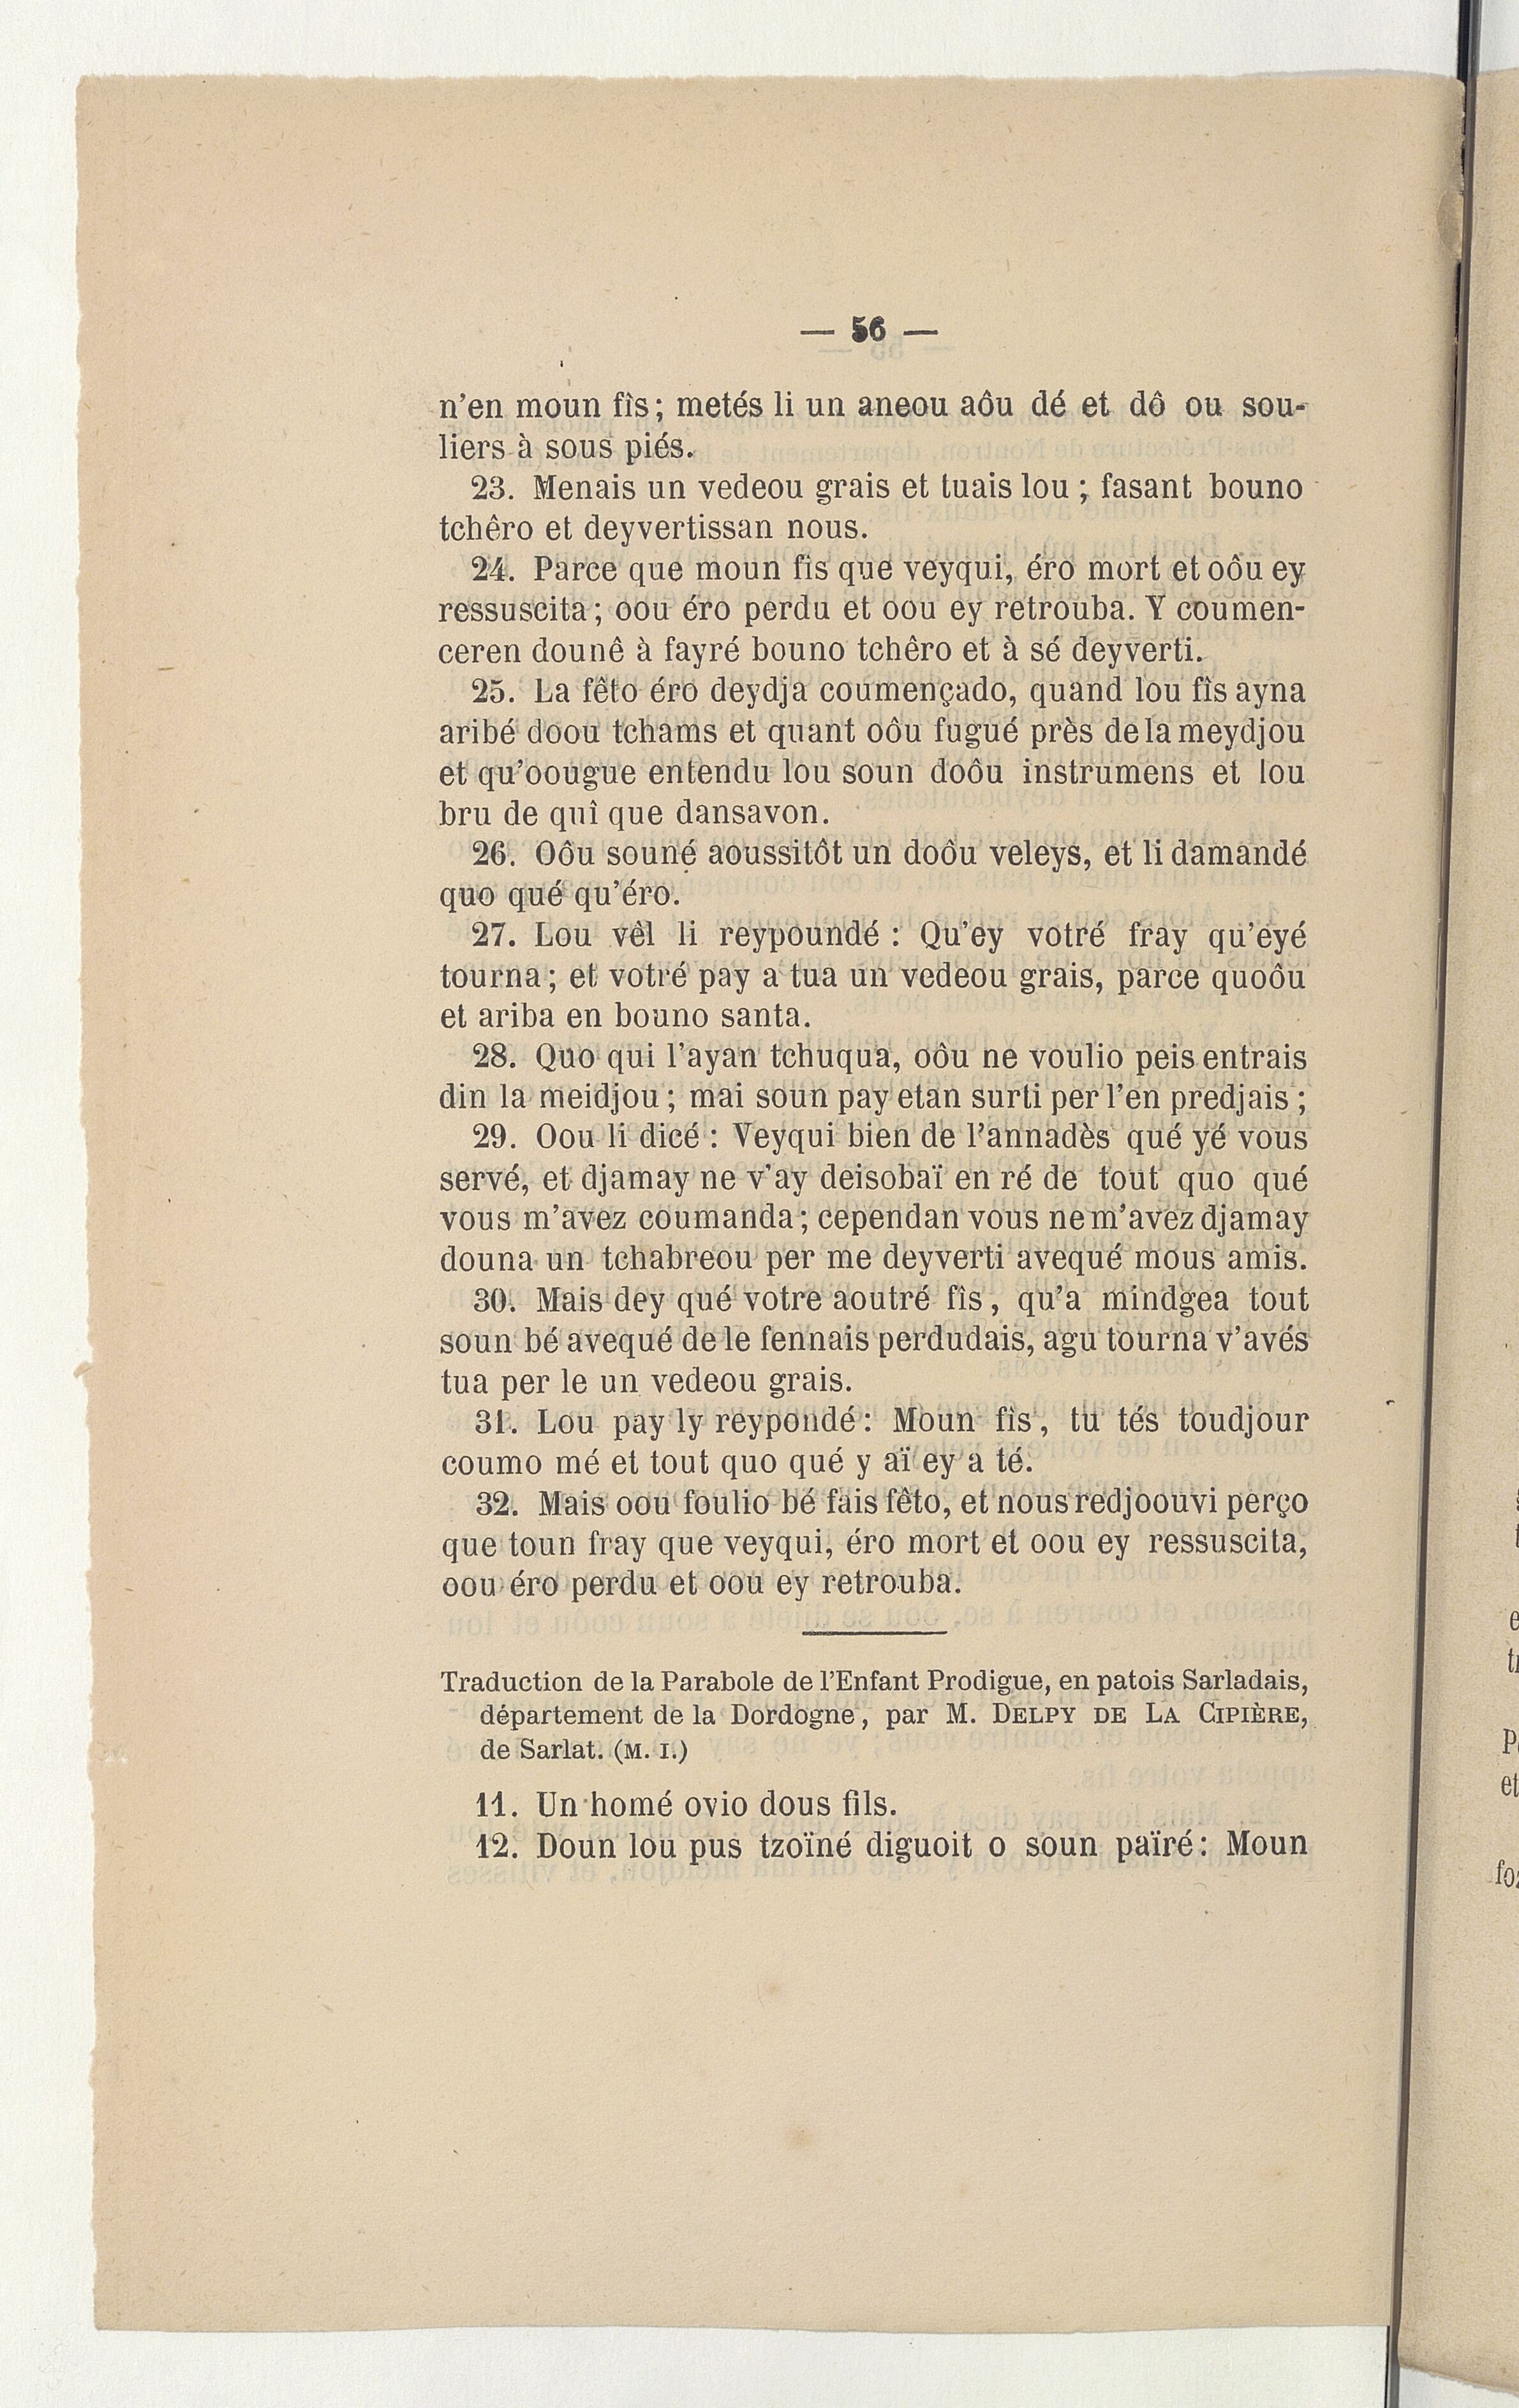 — 56 —
n'en moun fîs; metés li un aneou aôu dé et dô ou sou-
liers à sous piés.
23. Menais un vedeou grais et tuais lou ; fasant bouno
tchêro et deyvertissan nous.
24. Parce que moun fis que veyqui, éro mort et oôu ey
ressuscita; oou éro perdu et oou ey retrouba. Y coumen-
ceren dounê à fayré bouno tchêro et à sé deyverti.
25. La fêto éro deydja coumençado, quand lou fîs ayna
aribé doou tchams et quant oôu fugué près de la meydjou
et qu'oougue entendu lou soun doôu instrumens et lou
bru de quî que dansavon.
26. Oôu souné aoussitôt un doôu veleys, et li damandé
quo qué qu'éro.
27. Lou vêl li reypoundé : Qu'ey votré fray qu'eyé
tourna; et votré pay a tua un vedeou grais, parce quoôu
et ariba en bouno santa.
28. Quo qui l'ayan tchuqua, oôu ne voulio peis entrais
din la meidjou; mai soun pay etan surti per l'en predjais ;
29. Oou li dicé : Veyqui bien de l'annadès qué yé vous
servé, et djamay ne v'ay deisobaï en ré de tout quo qué
vous m'avez coumanda; cependan vous ne m'avez djamay
douna un tchabreou per me deyverti avequé mous amis.
30. Mais dey qué votre aoutré fîs, qu'a mindgea tout
soun bé avequé de le fennais perdudais, agu tourna v'avés
tua per le un vedeou grais.
31. Lou pay ly reypondé: Moun fîs, tu tés toudjour
coumo mé et tout quo qué y aï ey a té.
32. Mais oou foulio bé fais fêto, et nous redjoouvi perço
que toun fray que veyqui, éro mort et oou ey ressuscita,
oou éro perdu et oou ey retrouba.
Traduction de la Parabole de l'Enfant Prodigue, en patois Sarladais,
département de la Dordogne, par M. DELPY DE LA CIPIÈRE,
de Sarlat. (M. I.)
11. Un homé ovio dous fils.
12. Doun lou pus tzoïné diguoit o soun païré: Moun